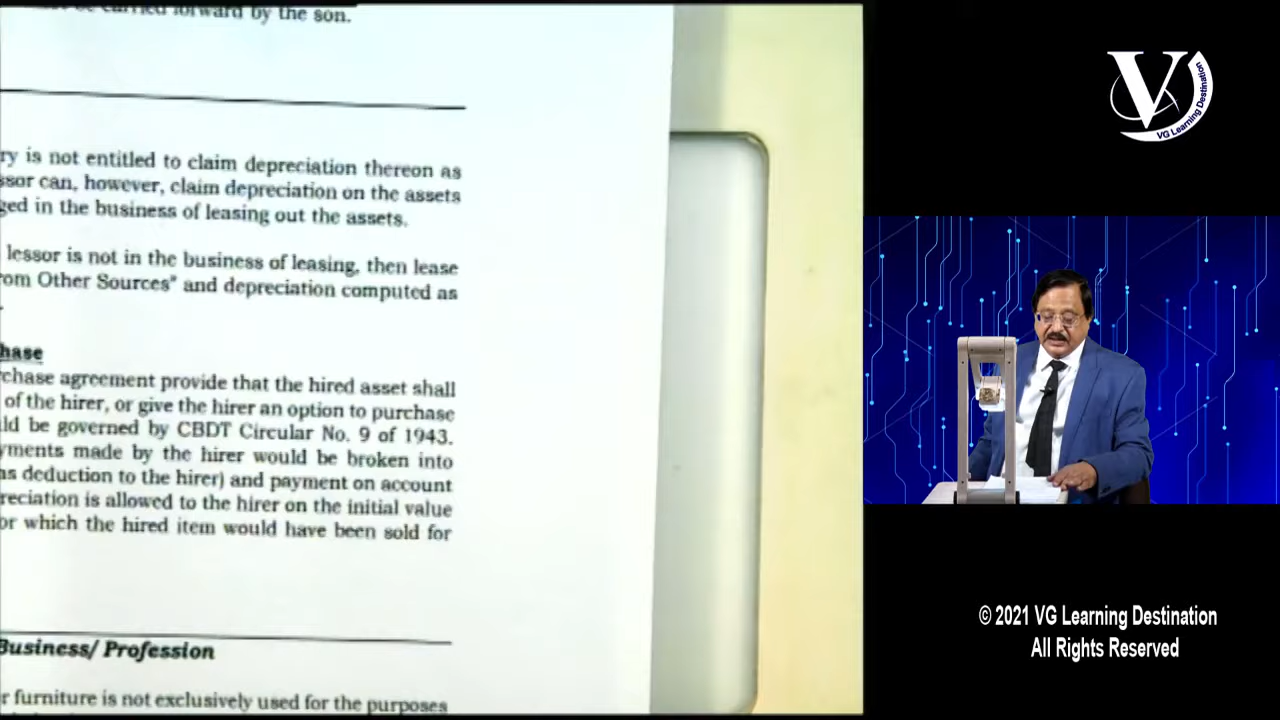 be carried forward by the son.
ry is not entitled to claim depreciation thereon as
ssor can, however, claim depreciation on the assets
ged in the business of leasing out the assets.
lessor is not in the business of leasing, then lease
rom Other Sources" and depreciation computed as
hase
rchase agreement provide that the hired asset shall
of the hirer, or give the hirer an option to purchase
ld be governed by CBDT Circular No. 9 of 1943.
yments made by the hirer would be broken into
as deduction to the hirer) and payment on account
reciation is allowed to the hirer on the initial value
or which the hired item would have been sold for
Business/ Profession
r furniture is not exclusively used for the purposes
V
VG Learning Destination
© 2021 VG Learning Destination
All Rights Reserved